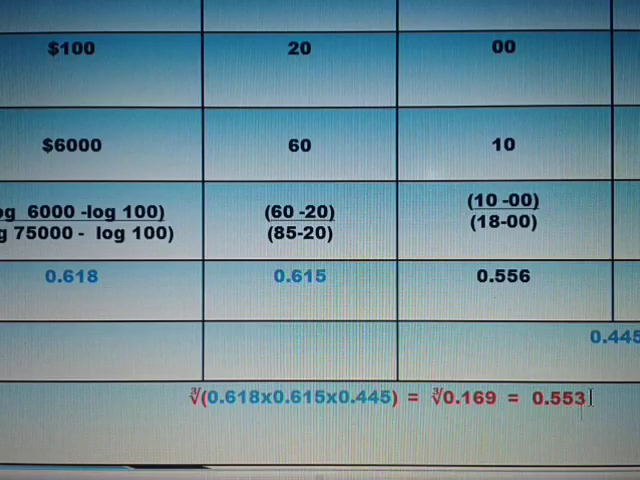 $100 20 00
$6000 60 10
og 6000 -log 100) (60 -20) (10 -00)
g 75000 - log 100) (85-20) (18-00)
0.618 0.615 0.556
0.445
∛(0.618x0.615x0.445) = ∛0.169 = 0.553